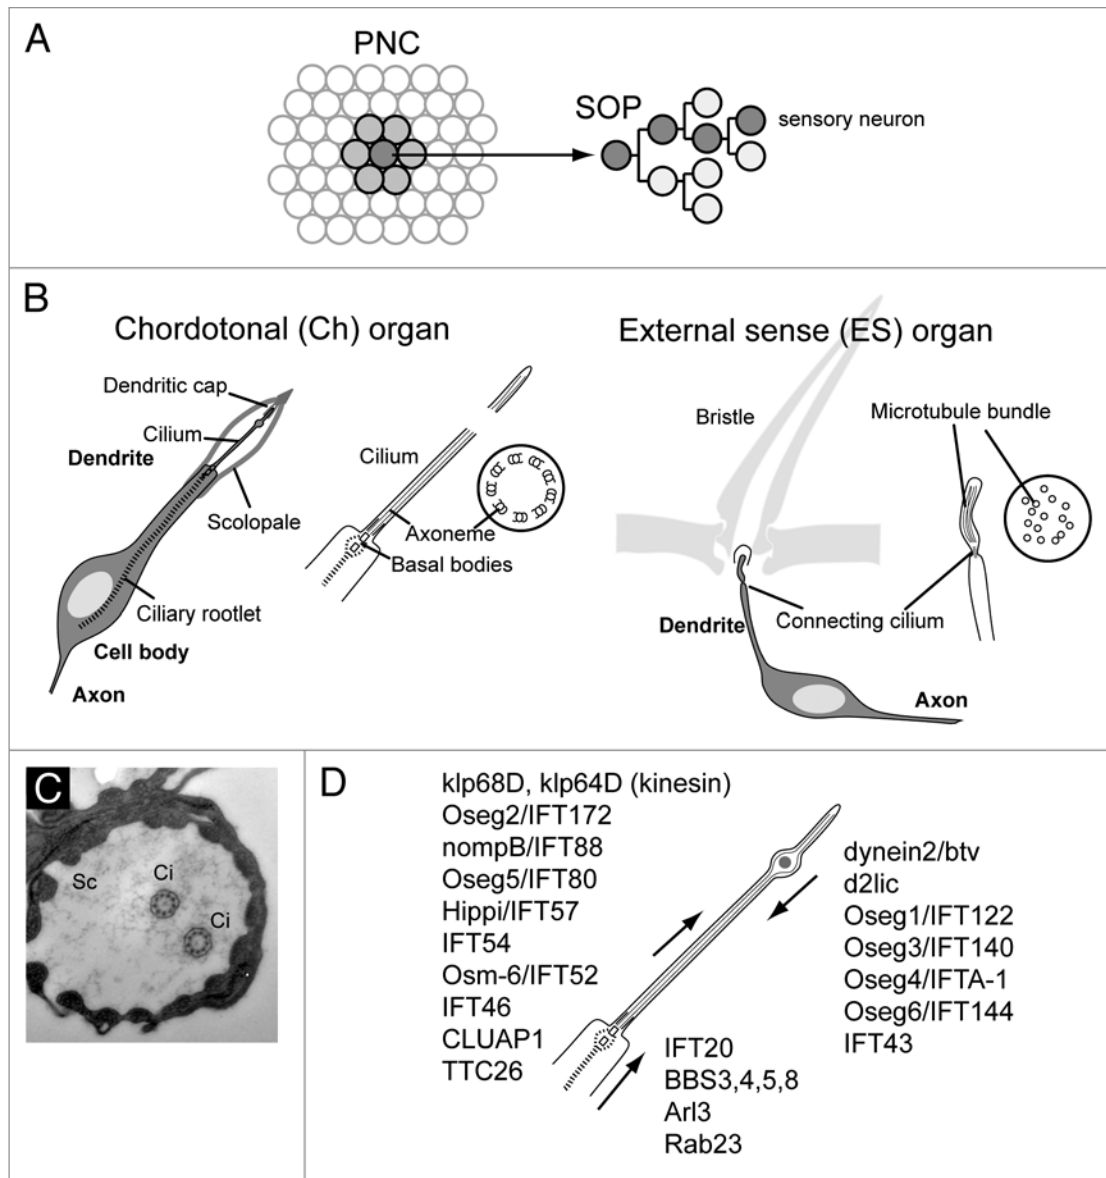 A
PNC
SOP
sensory neuron
B
Chordotonal (Ch) organ
Dendritic cap
Cilium
Dendrite
Scolopale
Ciliary rootlet
Cell body
Axon
Cilium
Axoneme
Basal bodies
External sense (ES) organ
Bristle
Microtubule bundle
Connecting cilium
Dendrite
Axon
C
Sc
Ci
Ci
D
klp68D, klp64D (kinesin)
Oseg2/IFT172
nompB/IFT88
Oseg5/IFT80
Hippi/IFT57
IFT54
Osm-6/IFT52
IFT46
CLUAP1
TTC26
IFT20
BBS3,4,5,8
Arl3
Rab23
dynein2/btv
d2lic
Oseg1/IFT122
Oseg3/IFT140
Oseg4/IFTA-1
Oseg6/IFT144
IFT43